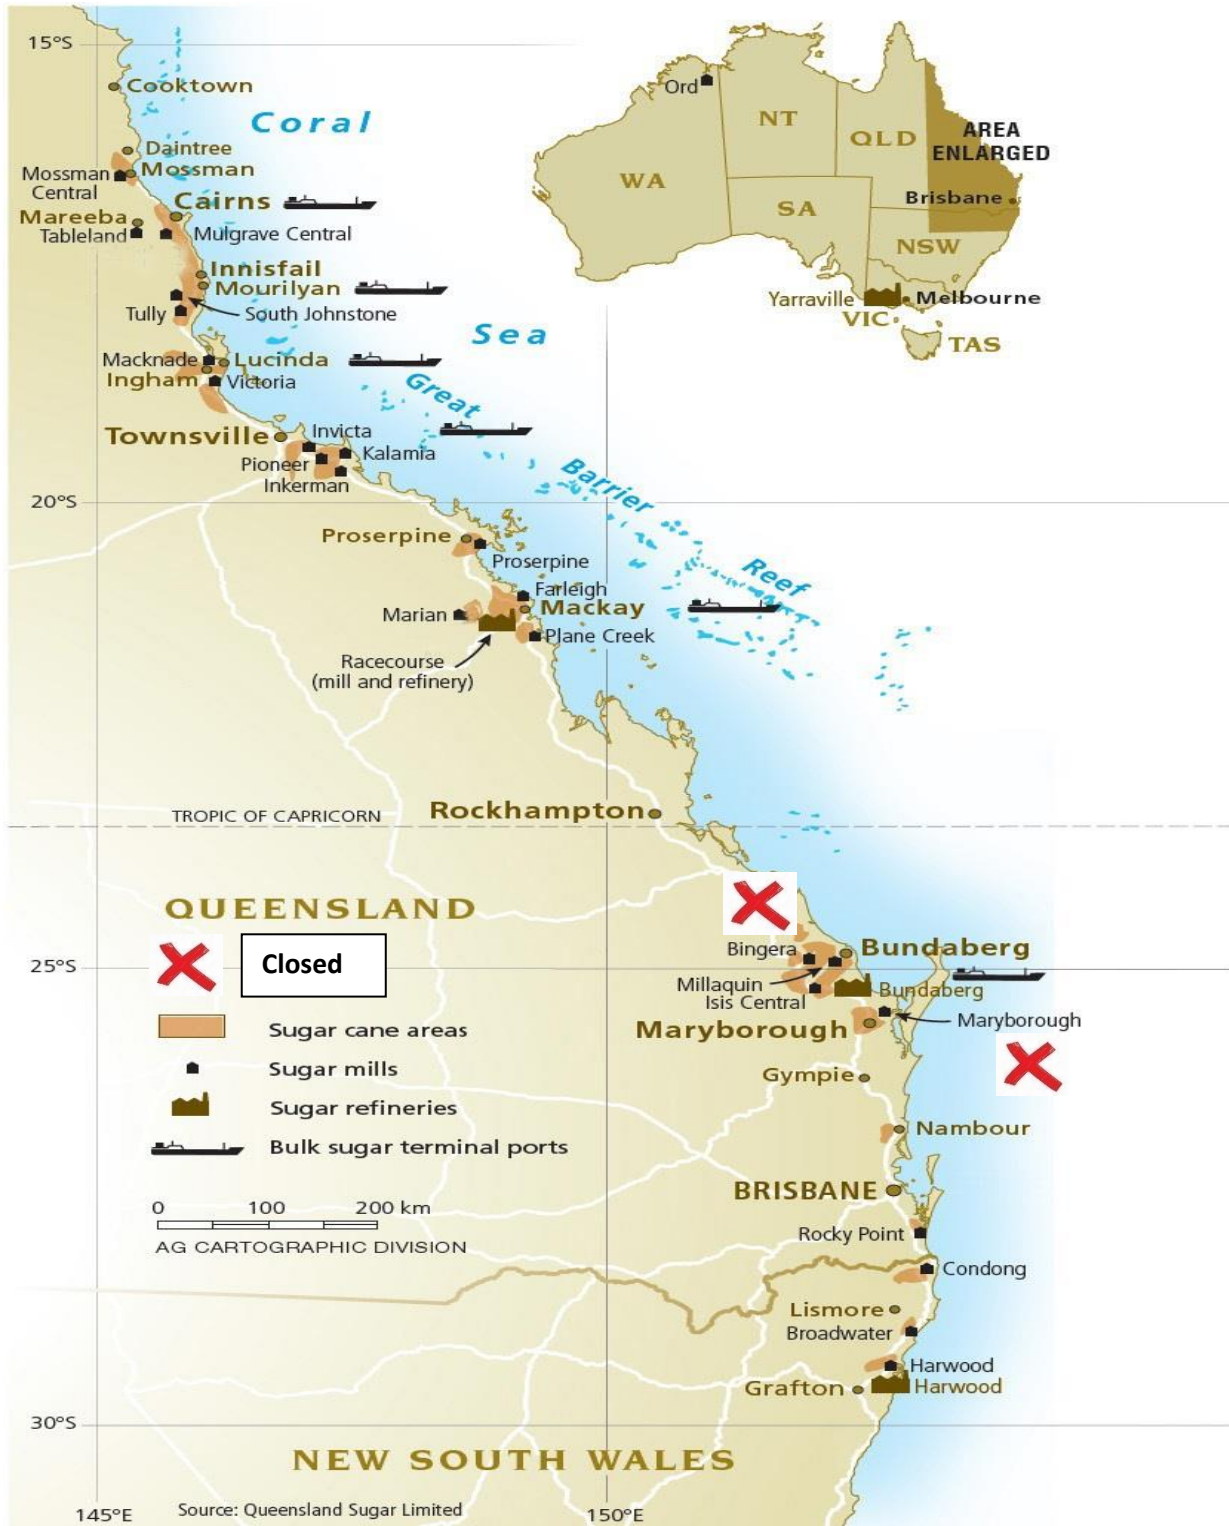 15°S
Cooktown
Coral
Daintree
Mossman
Mossman
Central
Cairns
Mareeba
Tableland
Mulgrave Central
Innisfail
Mourilyan
Tully
South Johnstone
Sea
Macknade
Lucinda
Ingham
Victoria
Great
Townsville
Invicta
Kalamia
Pioneer
Inkerman
Barrier
20°S
Proserpine
Proserpine
Reef
Farleigh
Marian
Mackay
Plane Creek
Racecourse
(mill and refinery)
Rockhampton
TROPIC OF CAPRICORN
Ord
NT
QLD
AREA
ENLARGED
WA
SA
Brisbane
NSW
Yarraville
Melbourne
VIC
TAS
QUEENSLAND
Closed
25°S
Sugar cane areas
Sugar mills
Sugar refineries
Bulk sugar terminal ports
0 100 200 km
AG CARTOGRAPHIC DIVISION
Bingera
Bundaberg
Millaquin
Isis Central
Bundaberg
Maryborough
Maryborough
Gympie
Nambour
BRISBANE
Rocky Point
Condong
Lismore
Broadwater
Harwood
Harwood
Grafton
30°S
NEW SOUTH WALES
Source: Queensland Sugar Limited
145°E
150°E